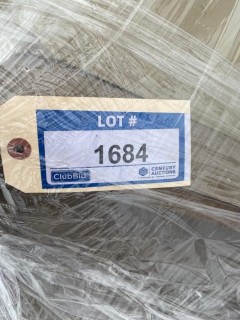 LOT #
1684
ClubBid
CENTURY
AUCTIONS